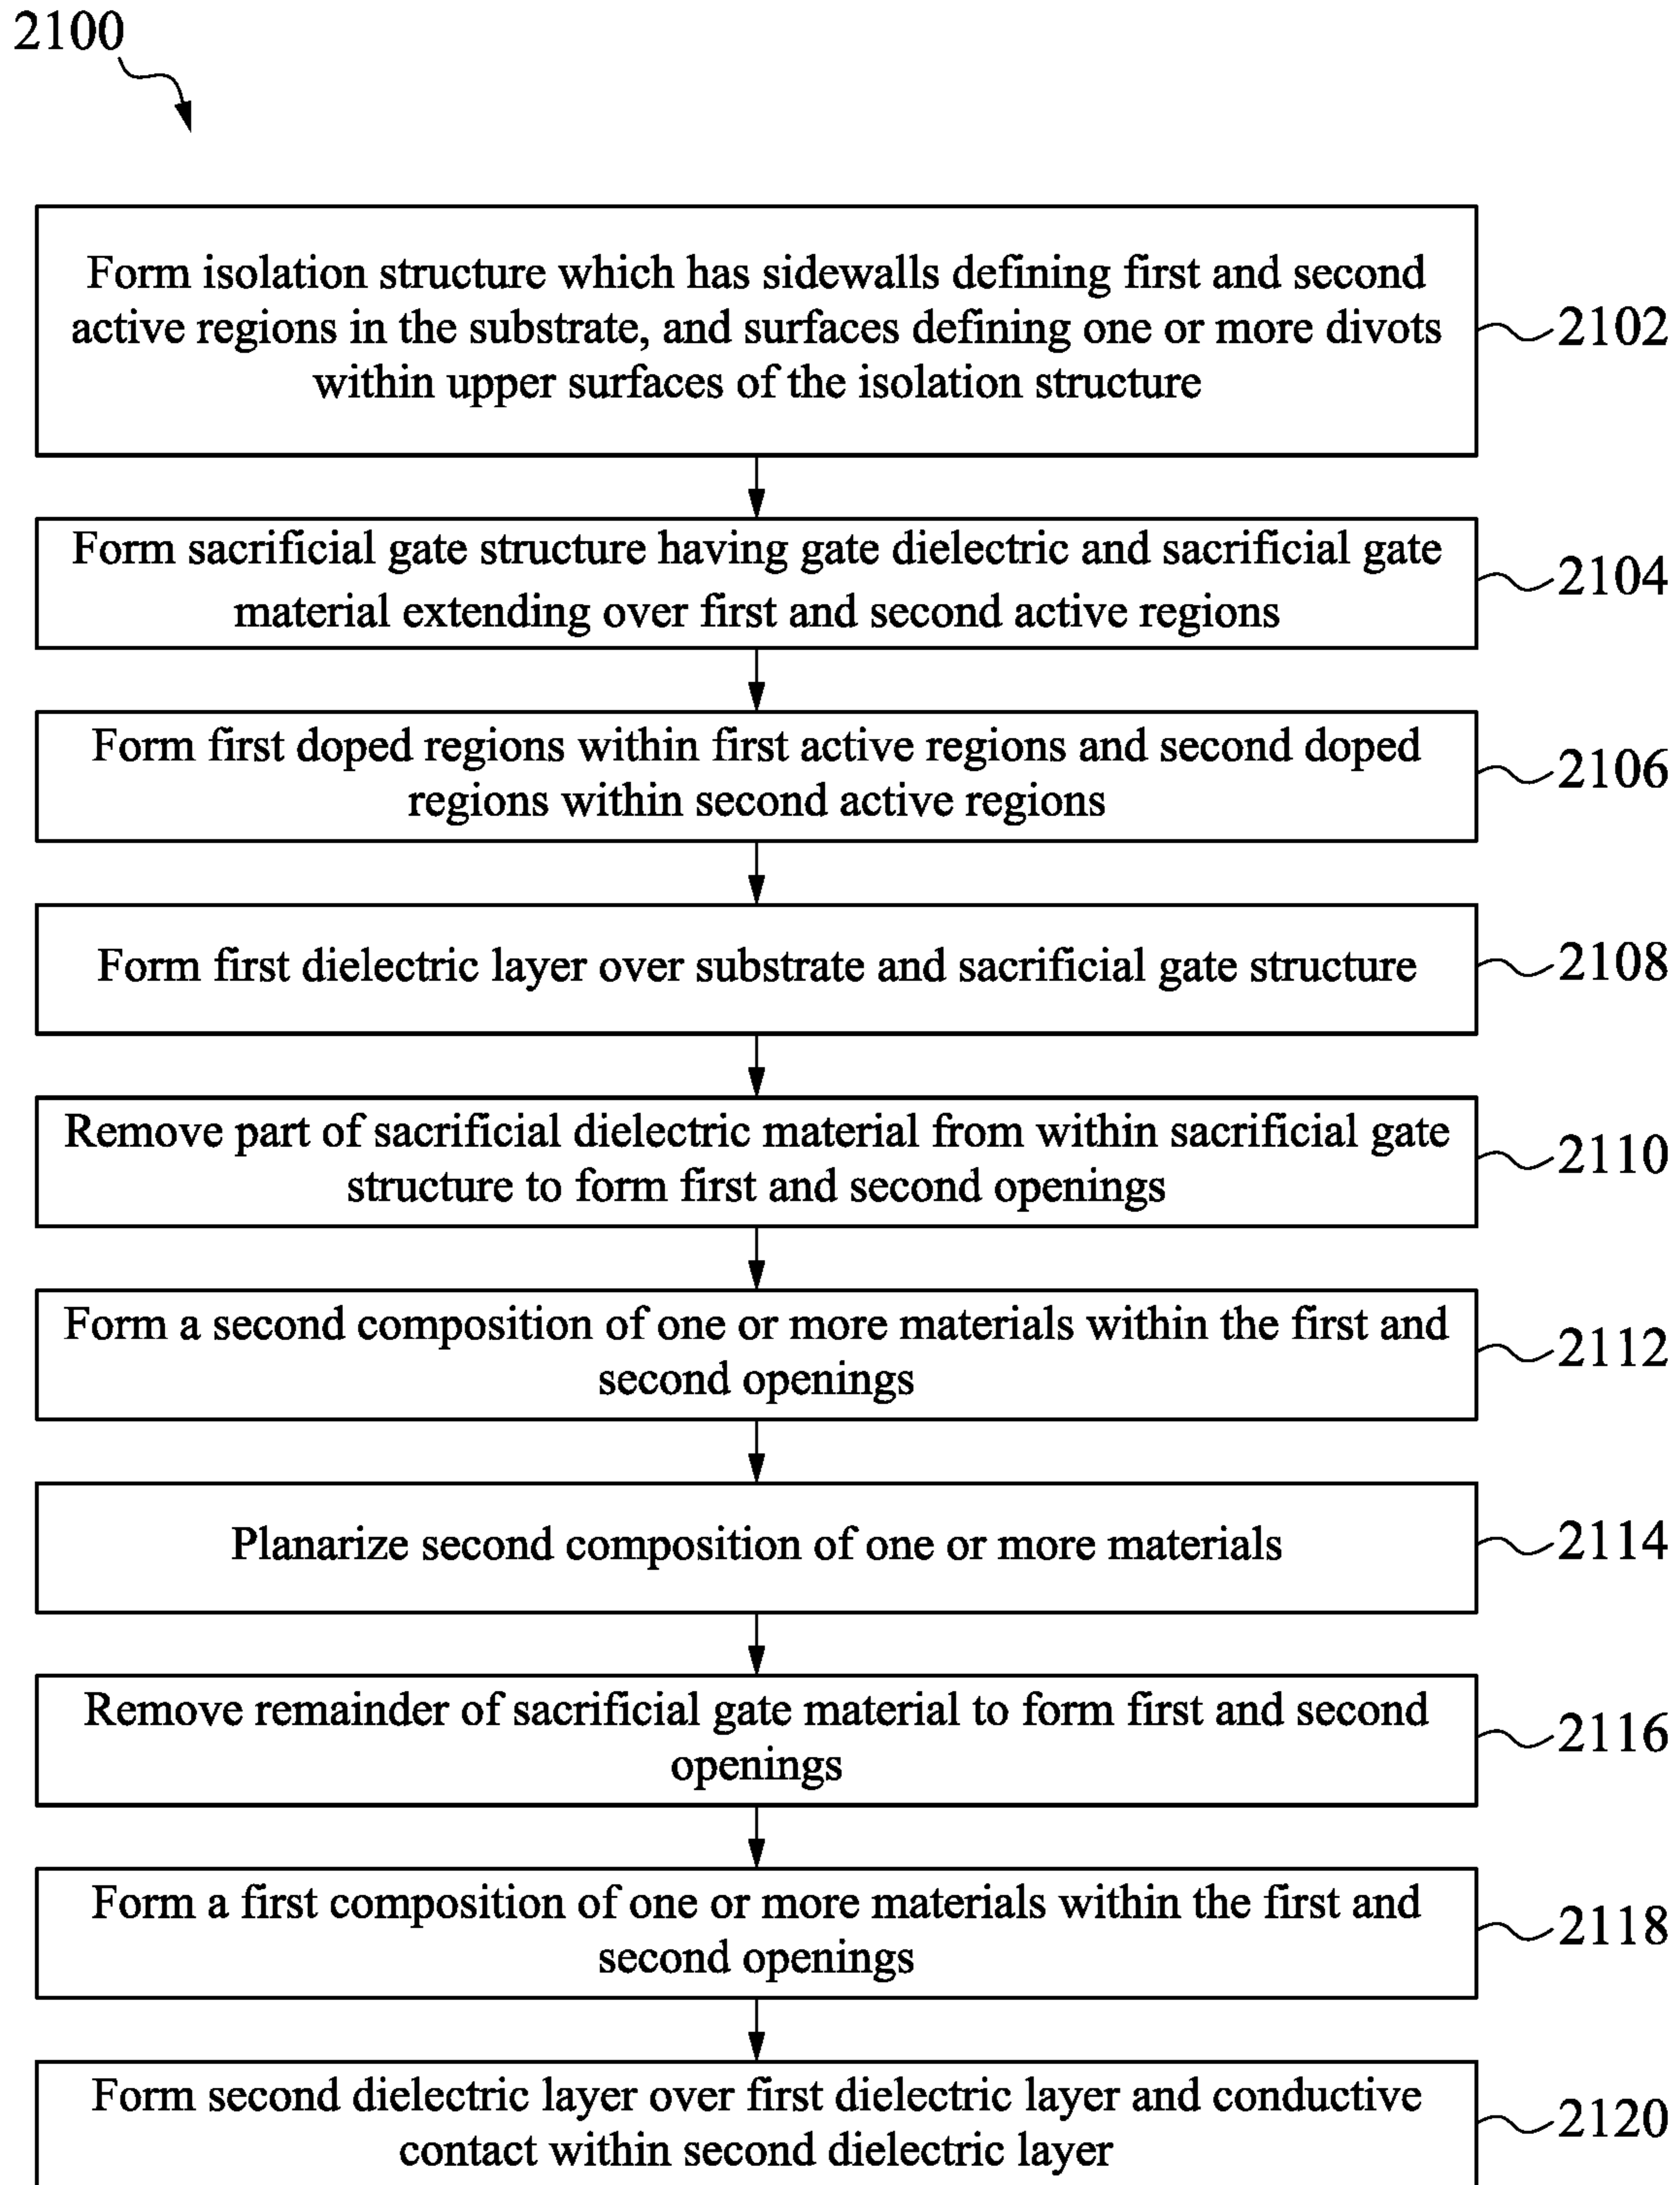 2100
Form isolation structure which has sidewalls defining first and second
active regions in the substrate, and surfaces defining one or more divots
within upper surfaces of the isolation structure
2102
Form sacrificial gate structure having gate dielectric and sacrificial gate
material extending over first and second active regions
2104
Form first doped regions within first active regions and second doped
regions within second active regions
2106
Form first dielectric layer over substrate and sacrificial gate structure
2108
Remove part of sacrificial dielectric material from within sacrificial gate
structure to form first and second openings
2110
Form a second composition of one or more materials within the first and
second openings
2112
Planarize second composition of one or more materials
2114
Remove remainder of sacrificial gate material to form first and second
openings
2116
Form a first composition of one or more materials within the first and
second openings
2118
Form second dielectric layer over first dielectric layer and conductive
contact within second dielectric layer
2120